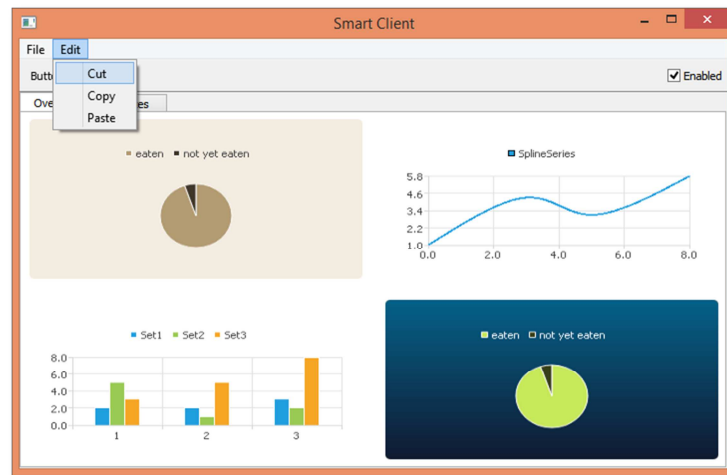 Smart Client
File Edit
Cut
Enabled
Copy
Paste
eaten not yet eaten
SplineSeries
5.8
4.6
3.4
2.2
1.0
0.0 2.0 4.0 6.0 8.0
Set1 Set2 Set3
8.0
6.0
4.0
2.0
0.0
1 2 3
eaten not yet eaten